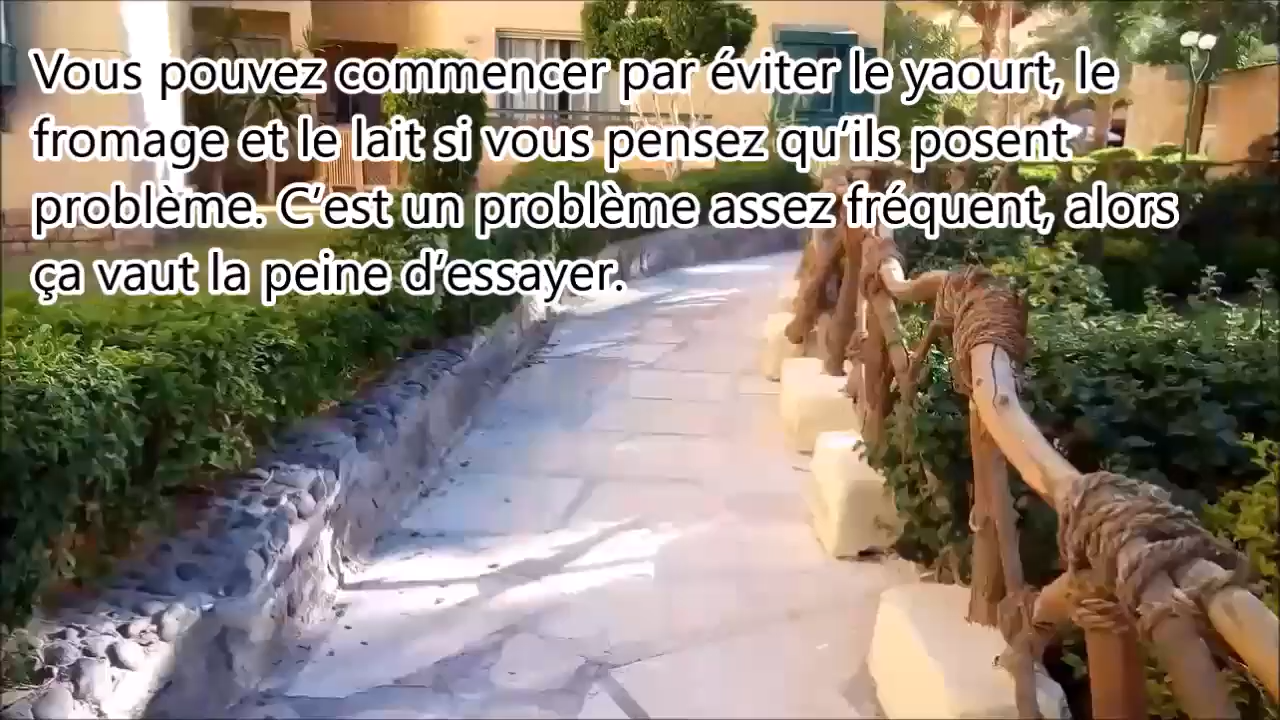 Vous pouvez commencer par éviter le yaourt, le
fromage et le lait si vous pensez qu’ils posent
problème. C’est un problème assez fréquent, alors
ça vaut la peine d’essayer.